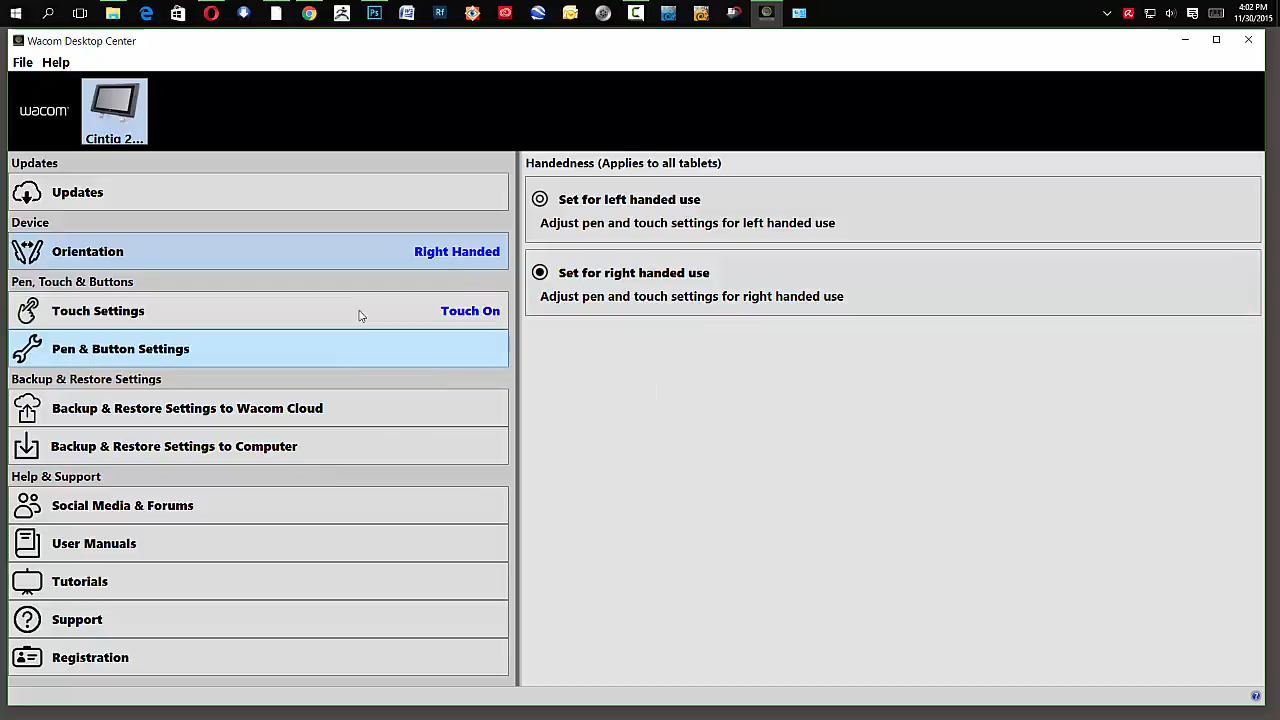 Ps
Rf
4:02 PM
11/30/2015
Wacom Desktop Center
File Help
wacom
Cintiq 2...
Updates
Updates
Device
Orientation Right Handed
Pen, Touch & Buttons
Touch Settings Touch On
Pen & Button Settings
Backup & Restore Settings
Backup & Restore Settings to Wacom Cloud
Backup & Restore Settings to Computer
Help & Support
Social Media & Forums
User Manuals
Tutorials
Support
Registration
Handedness (Applies to all tablets)
Set for left handed use
Adjust pen and touch settings for left handed use
Set for right handed use
Adjust pen and touch settings for right handed use